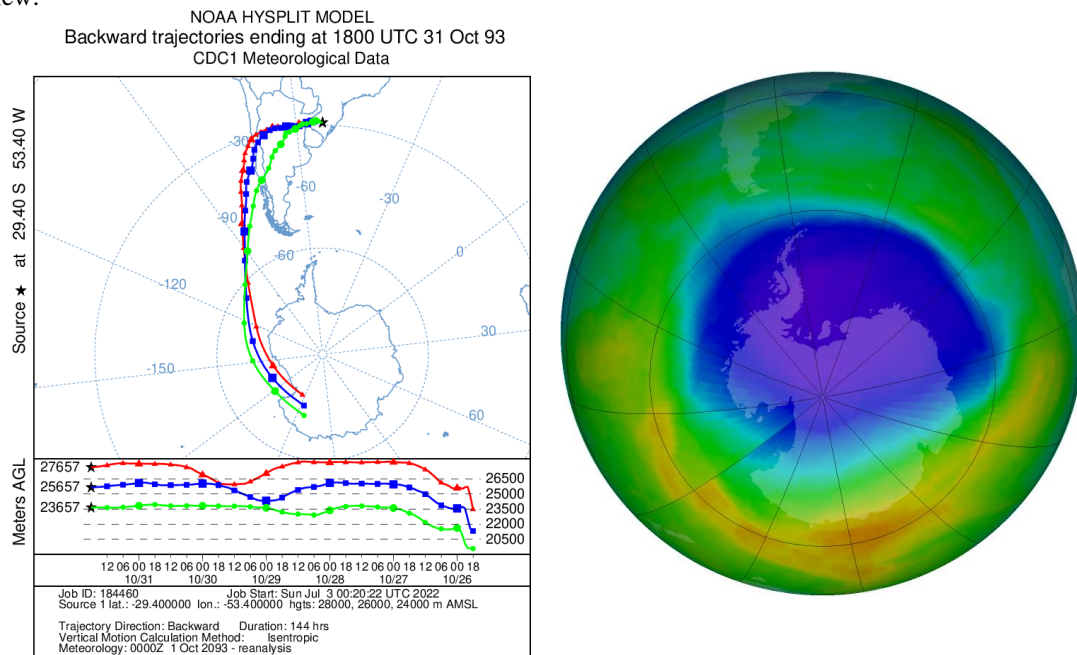 iew.
NOAA HYSPLIT MODEL
Backward trajectories ending at 1800 UTC 31 Oct 93
CDC1 Meteorological Data
Source ★ at 29.40 S 53.40 W
-30
-60
-30
-90
-60
0
-120
30
-150
60
Meters AGL
27657
25657
23657
26500
25000
23500
22000
20500
12 06 00 18 12 06 00 18 12 06 00 18 12 06 00 18 12 06 00 18 12 06 00 18
10/31 10/30 10/29 10/28 10/27 10/26
Job ID: 184460 Job Start: Sun Jul 3 00:20:22 UTC 2022
Source 1 lat.: -29.400000 lon.: -53.400000 hgts: 28000, 26000, 24000 m AMSL
Trajectory Direction: Backward Duration: 144 hrs
Vertical Motion Calculation Method: Isentropic
Meteorology: 0000Z 1 Oct 2093 - reanalysis